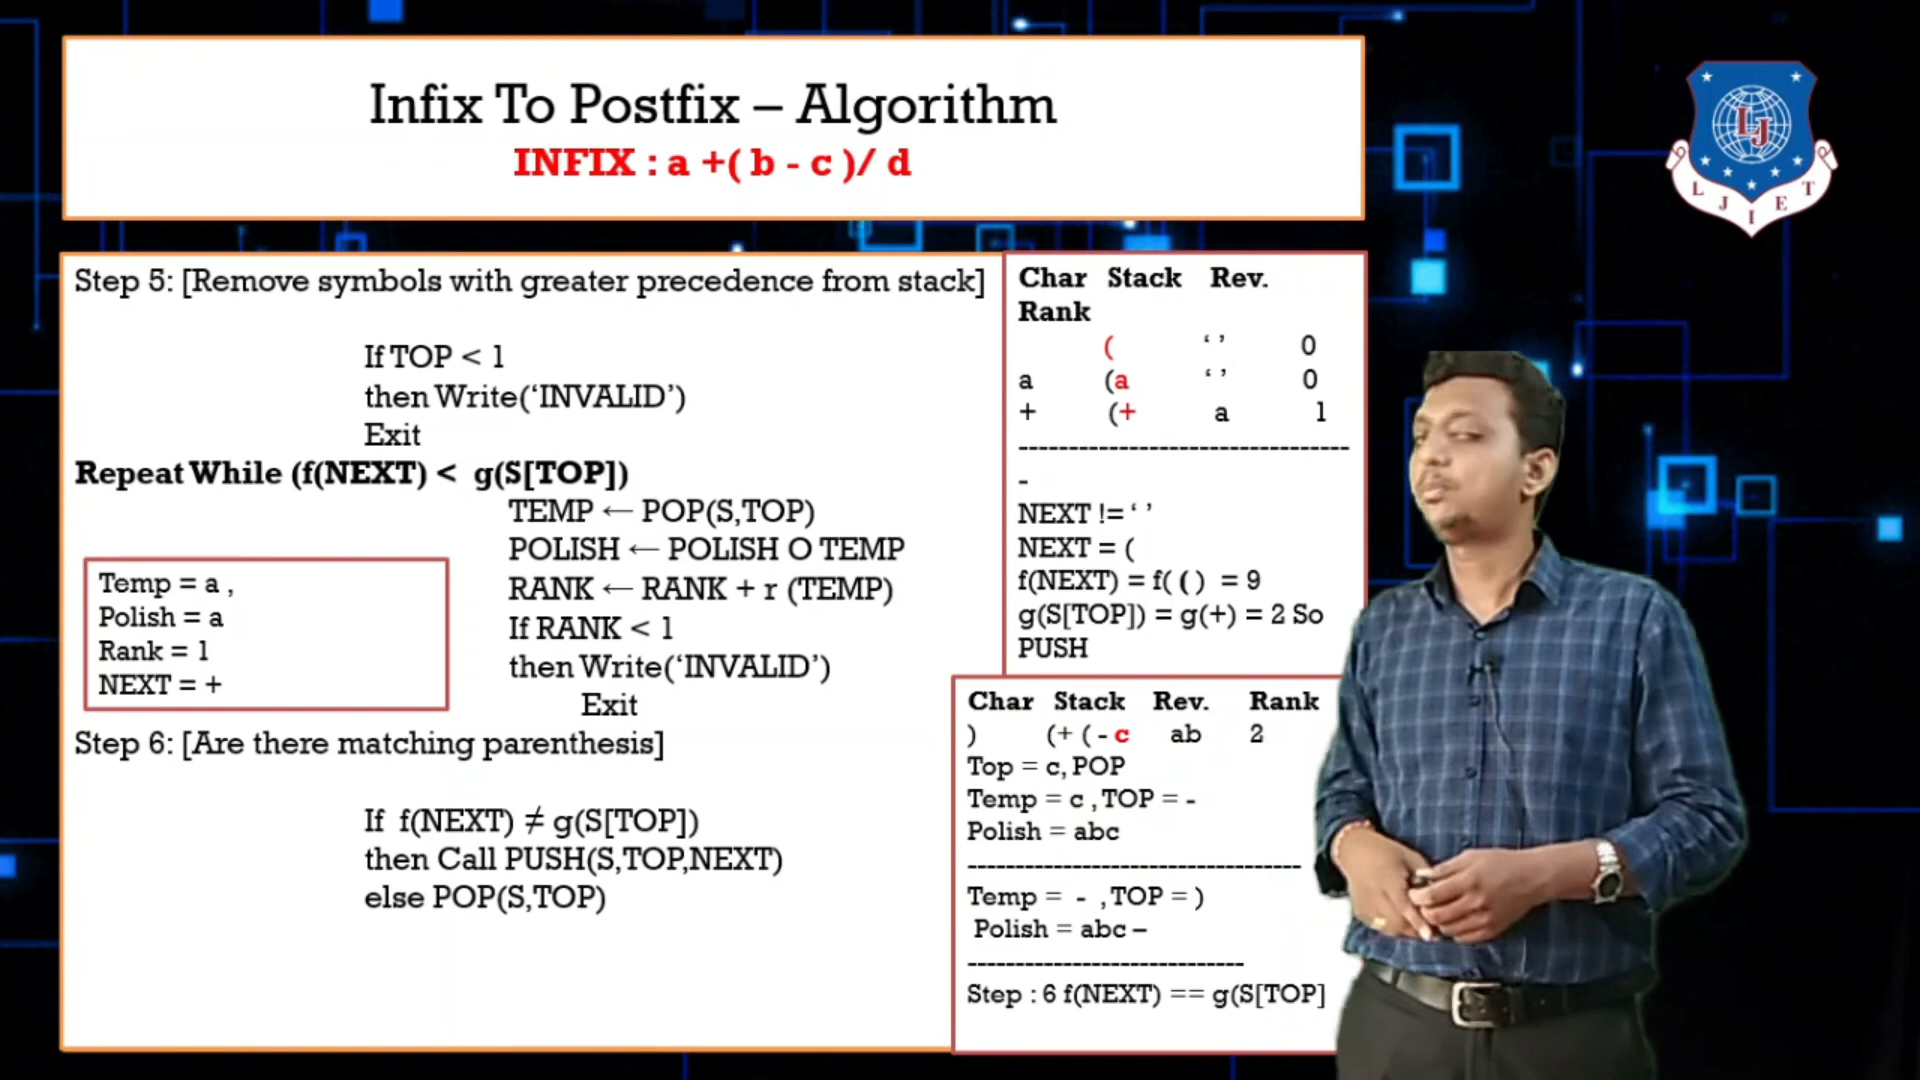 Infix To Postfix – Algorithm
INFIX : a +( b - c )/ d
L J I E T
LJ
Step 5: [Remove symbols with greater precedence from stack]
If TOP < 1
then Write(‘INVALID’)
Exit
Repeat While (f(NEXT) < g(S[TOP])
TEMP ← POP(S,TOP)
POLISH ← POLISH O TEMP
RANK ← RANK + r (TEMP)
If RANK < 1
then Write(‘INVALID’)
Exit
Temp = a ,
Polish = a
Rank = 1
NEXT = +
Step 6: [Are there matching parenthesis]
If f(NEXT) ≠ g(S[TOP])
then Call PUSH(S,TOP,NEXT)
else POP(S,TOP)
Char Stack Rev.
Rank
( ‘ ’ 0
a (a ‘ ’ 0
+ (+ a 1
---------------------------------
-
NEXT != ‘ ’
NEXT = (
f(NEXT) = f( ( ) = 9
g(S[TOP]) = g(+) = 2 So
PUSH
Char Stack Rev. Rank
) (+ ( - c ab 2
Top = c, POP
Temp = c , TOP = -
Polish = abc
---------------------------------
Temp = - , TOP = )
Polish = abc –
----------------------------
Step : 6 f(NEXT) == g(S[TOP]